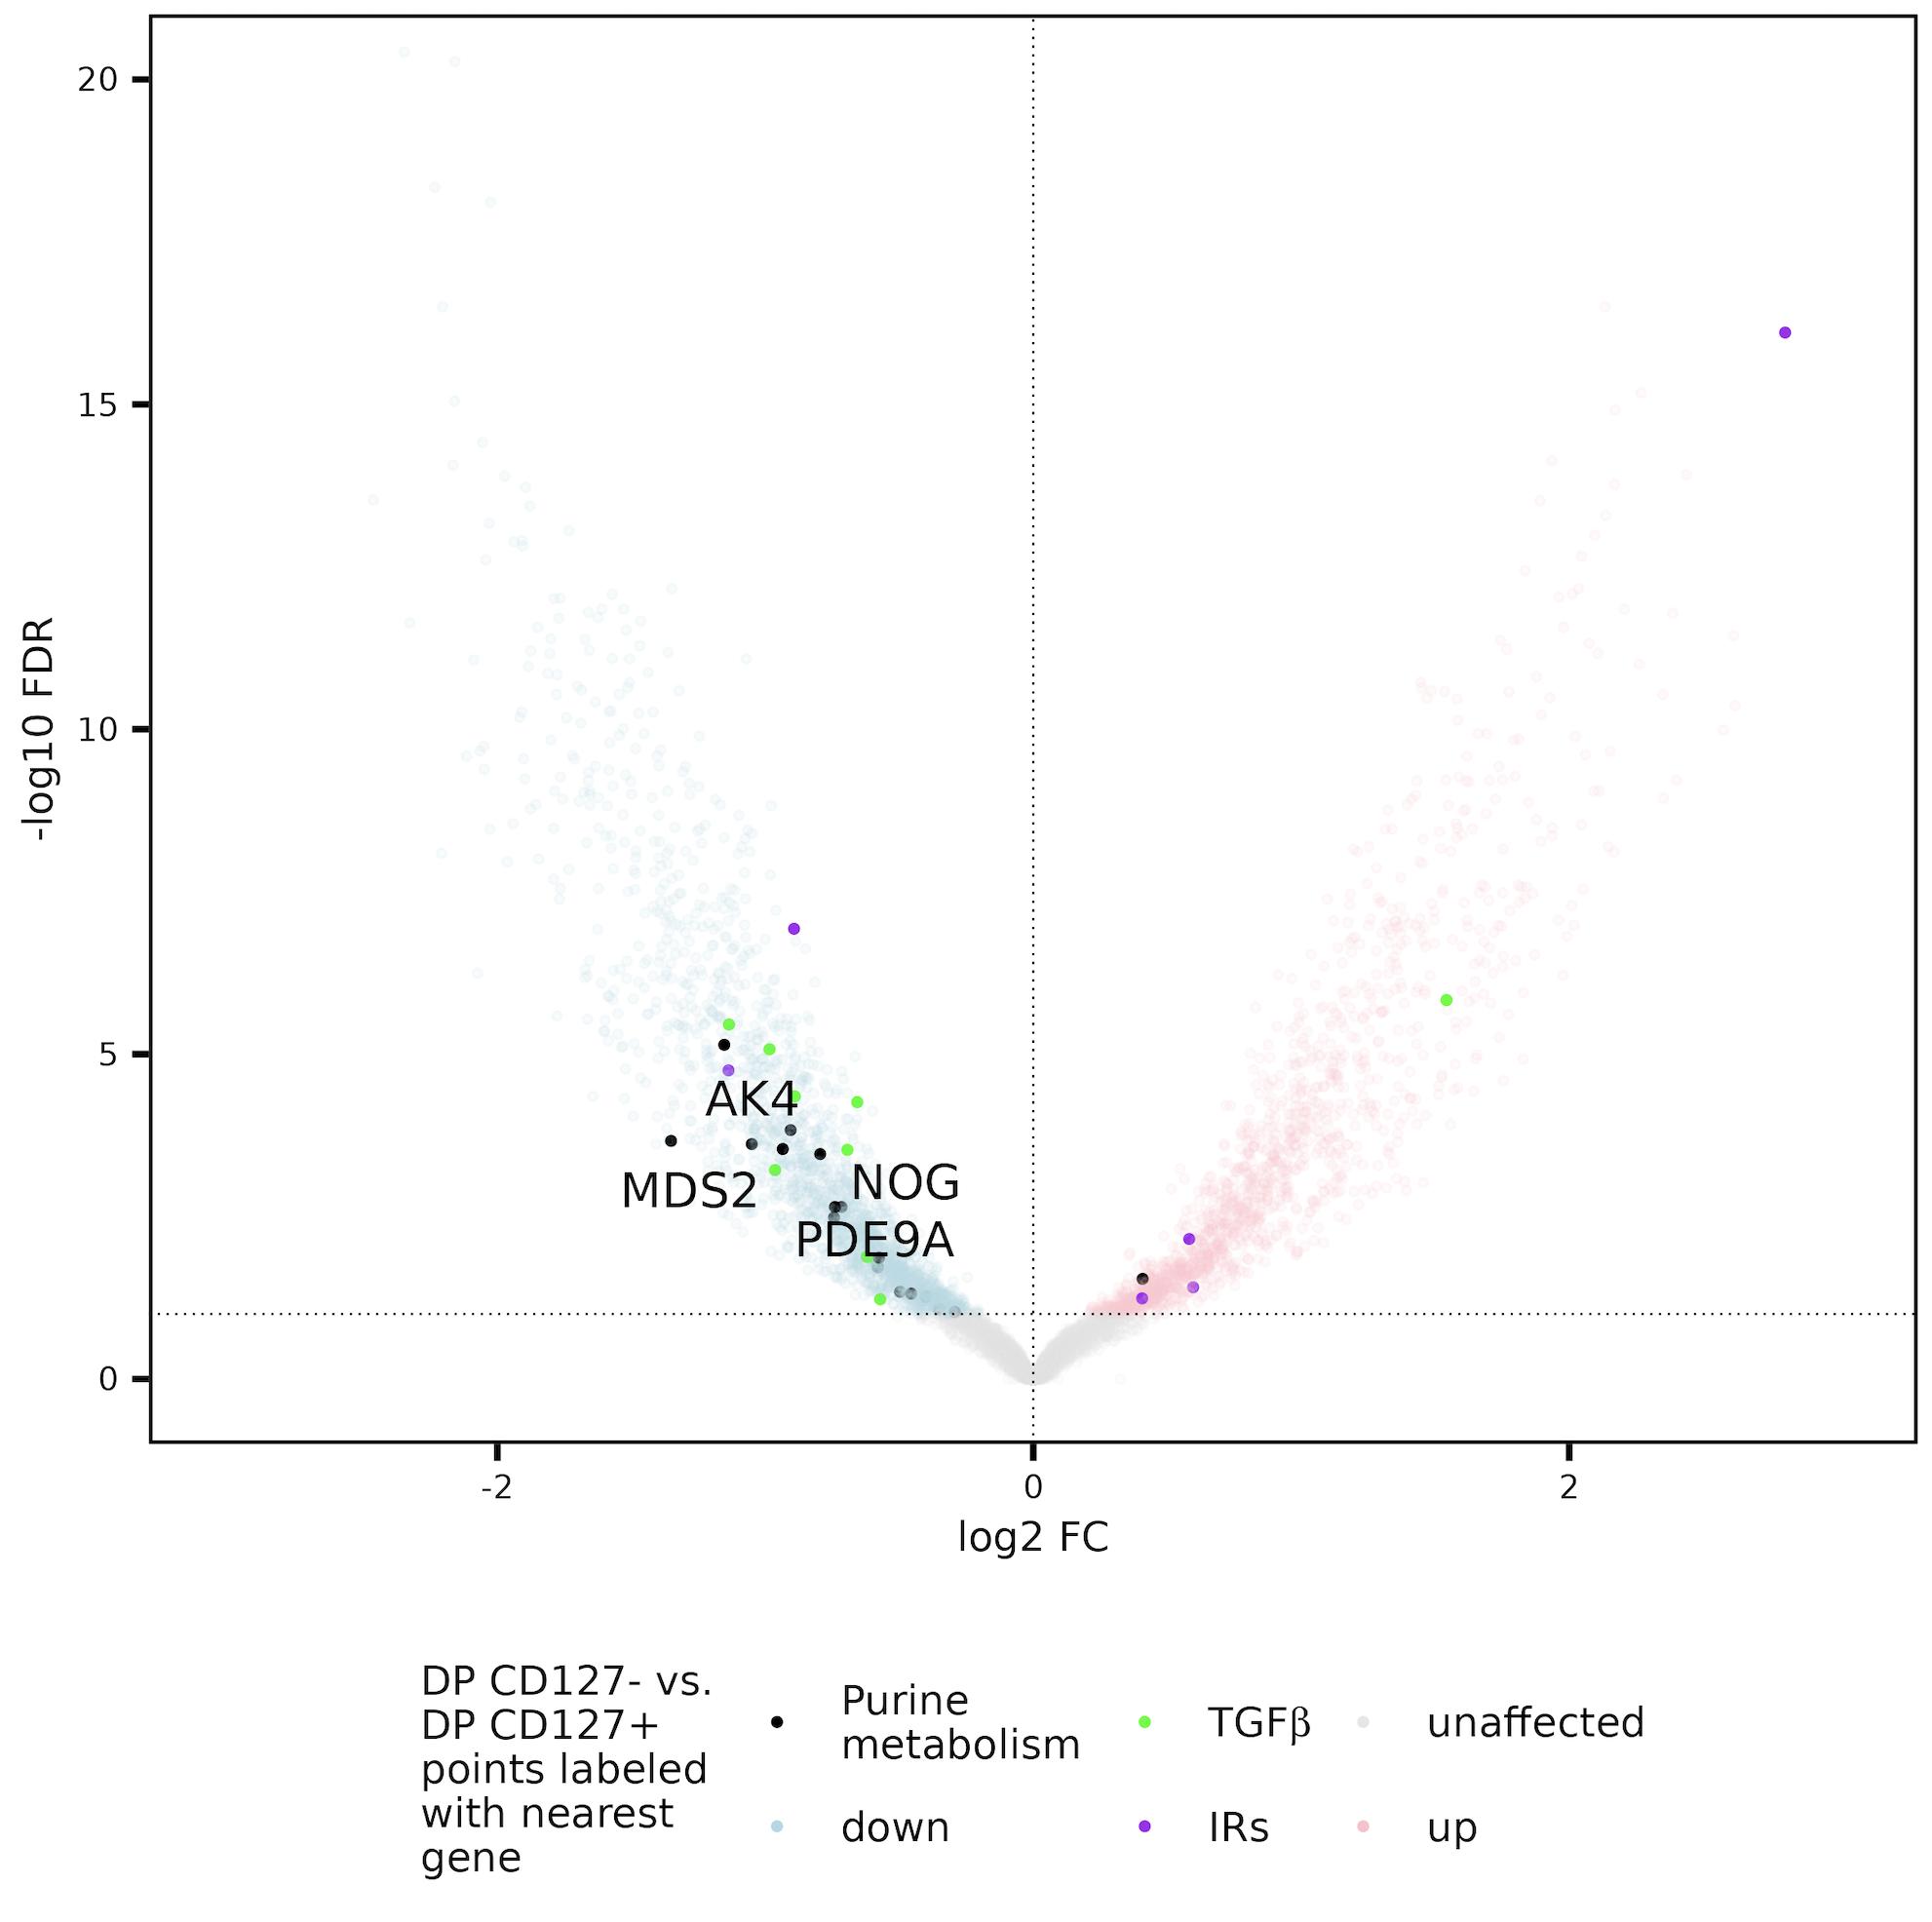 20
15
10
5
0
-log10 FDR
AK4
MDS2
NOG
PDE9A
-2
0
2
log2 FC
DP CD127- vs.
DP CD127+
points labeled
with nearest
gene
Purine
metabolism
down
TGFβ
IRs
unaffected
up